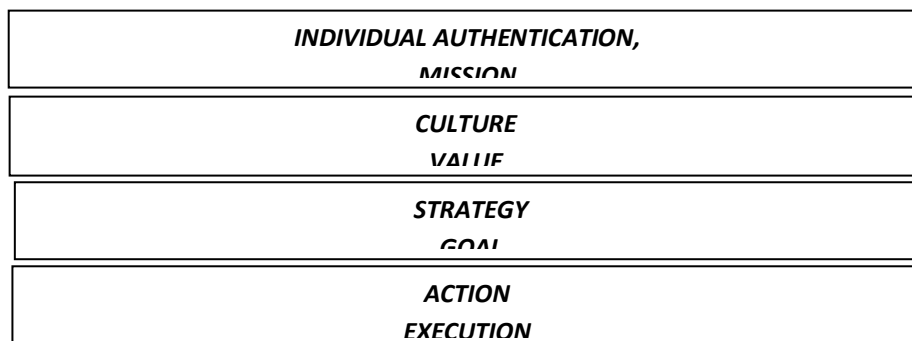 INDIVIDUAL AUTHENTICATION,
MISSION
CULTURE
VALUE
STRATEGY
GOAL
ACTION
EXECUTION